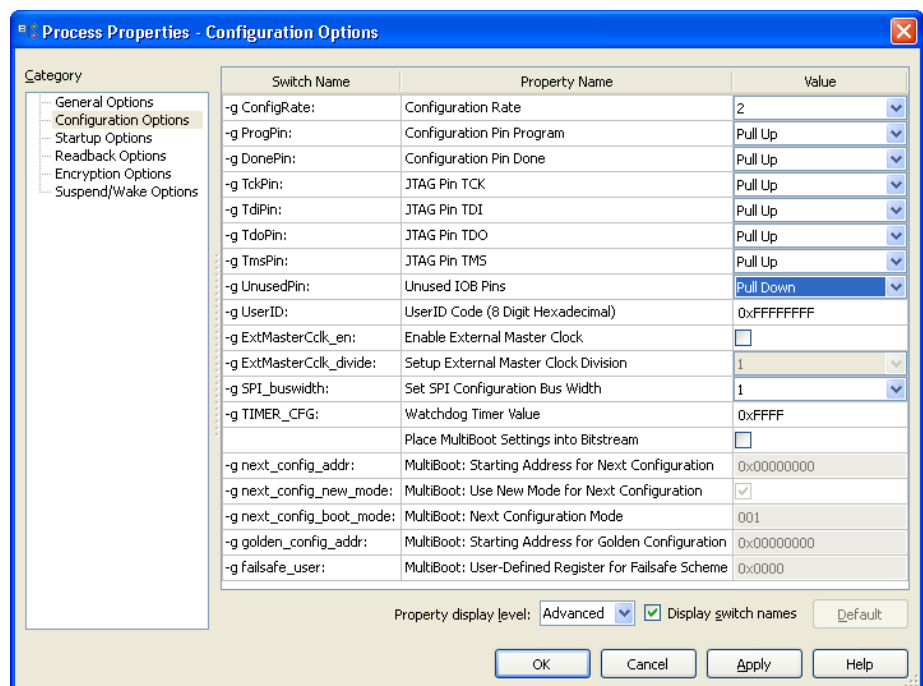 Process Properties - Configuration Options
Category
General Options
Configuration Options
Startup Options
Readback Options
Encryption Options
Suspend/Wake Options
Switch Name Property Name Value
-g ConfigRate: Configuration Rate 2
-g ProgPin: Configuration Pin Program Pull Up
-g DonePin: Configuration Pin Done Pull Up
-g TckPin: JTAG Pin TCK Pull Up
-g TdiPin: JTAG Pin TDI Pull Up
-g TdoPin: JTAG Pin TDO Pull Up
-g TmsPin: JTAG Pin TMS Pull Up
-g UnusedPin: Unused IOB Pins Pull Down
-g UserID: UserID Code (8 Digit Hexadecimal) 0xFFFFFFFF
-g ExtMasterCclk_en: Enable External Master Clock
-g ExtMasterCclk_divide: Setup External Master Clock Division 1
-g SPI_buswidth: Set SPI Configuration Bus Width 1
-g TIMER_CFG: Watchdog Timer Value 0xFFFF
Place MultiBoot Settings into Bitstream
-g next_config_addr: MultiBoot: Starting Address for Next Configuration 0x00000000
-g next_config_new_mode: MultiBoot: Use New Mode for Next Configuration
-g next_config_boot_mode: MultiBoot: Next Configuration Mode 001
-g golden_config_addr: MultiBoot: Starting Address for Golden Configuration 0x00000000
-g failsafe_user: MultiBoot: User-Defined Register for Failsafe Scheme 0x0000
Property display level: Advanced Display switch names Default
OK Cancel Apply Help